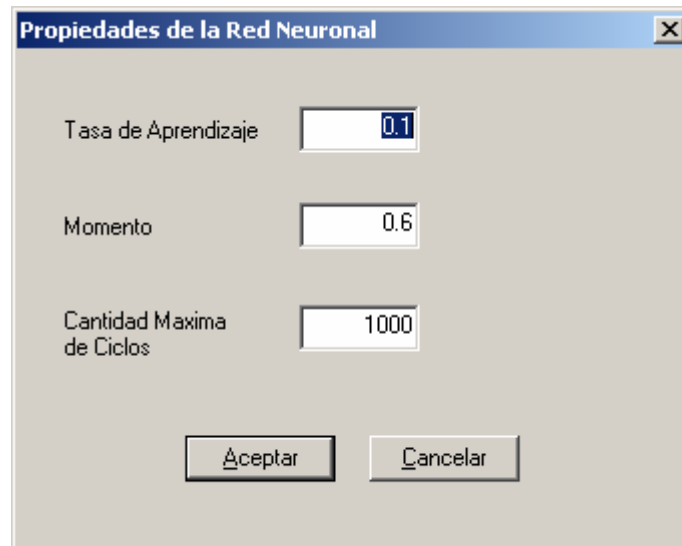 Propiedades de la Red Neuronal
Tasa de Aprendizaje 0.1
Momento 0.6
Cantidad Maxima
de Ciclos
1000
Aceptar Cancelar